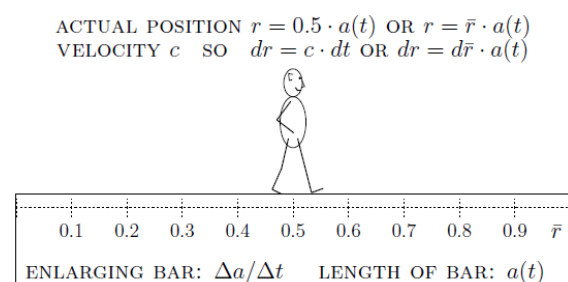 ACTUAL POSITION r = 0.5 · a(t) OR r = r̄ · a(t)
VELOCITY c SO dr = c · dt OR dr = dr̄ · a(t)
0.1 0.2 0.3 0.4 0.5 0.6 0.7 0.8 0.9 r̄
ENLARGING BAR: Δa/Δt LENGTH OF BAR: a(t)